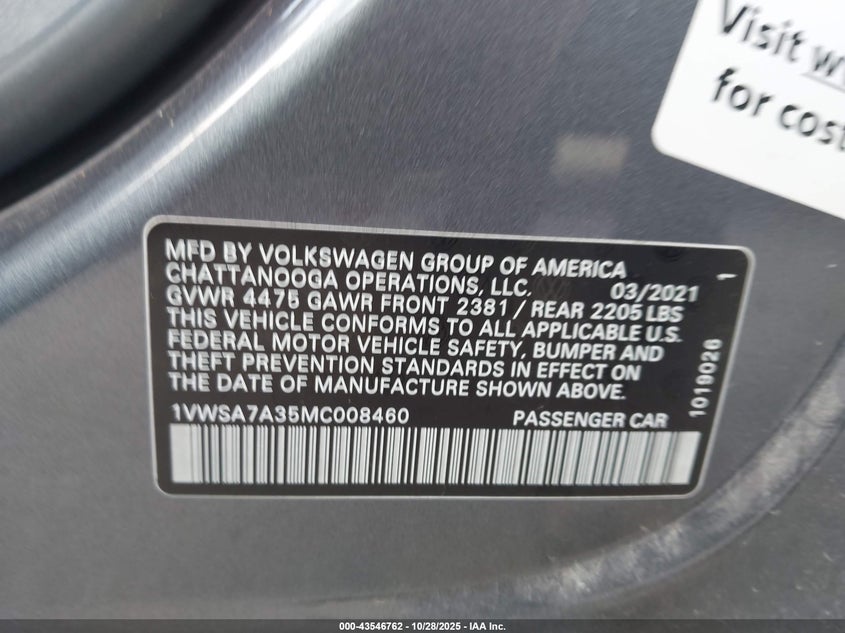 Visit
for cost
MFD BY VOLKSWAGEN GROUP OF AMERICA
CHATTANOOGA OPERATIONS, LLC. 03/2021
GVWR 4475 GAWR FRONT 2381 / REAR 2205 LBS
THIS VEHICLE CONFORMS TO ALL APPLICABLE U.S.
FEDERAL MOTOR VEHICLE SAFETY, BUMPER AND
THEFT PREVENTION STANDARDS IN EFFECT ON
THE DATE OF MANUFACTURE SHOWN ABOVE.
1VWSA7A35MC008460 PASSENGER CAR
1019026 1
000-43546762 - 10/28/2025 - IAA Inc.